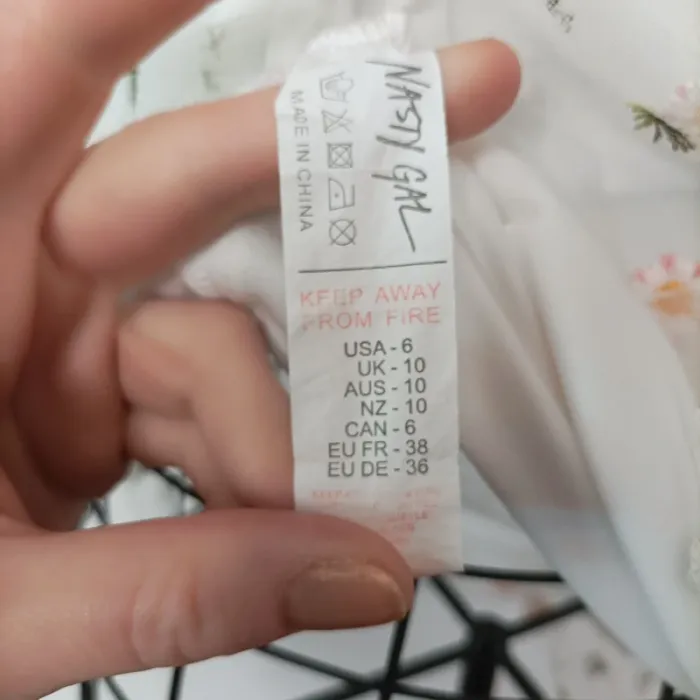 NASTY GAL
MADE IN CHINA
KEEP AWAY
FROM FIRE
USA - 6
UK - 10
AUS - 10
NZ - 10
CAN - 6
EU FR - 38
EU DE - 36